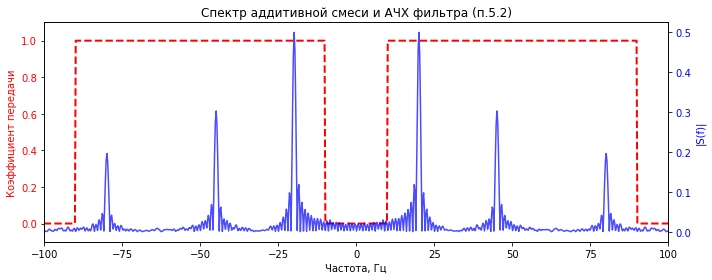 Спектр аддитивной смеси и АЧХ фильтра (п.5.2)
Коэффициент передачи
1.0
0.8
0.6
0.4
0.2
0.0
0.5
0.4
0.3
0.2
0.1
0.0
|S(f)|
−100 −75 −50 −25 0 25 50 75 100
Частота, Гц